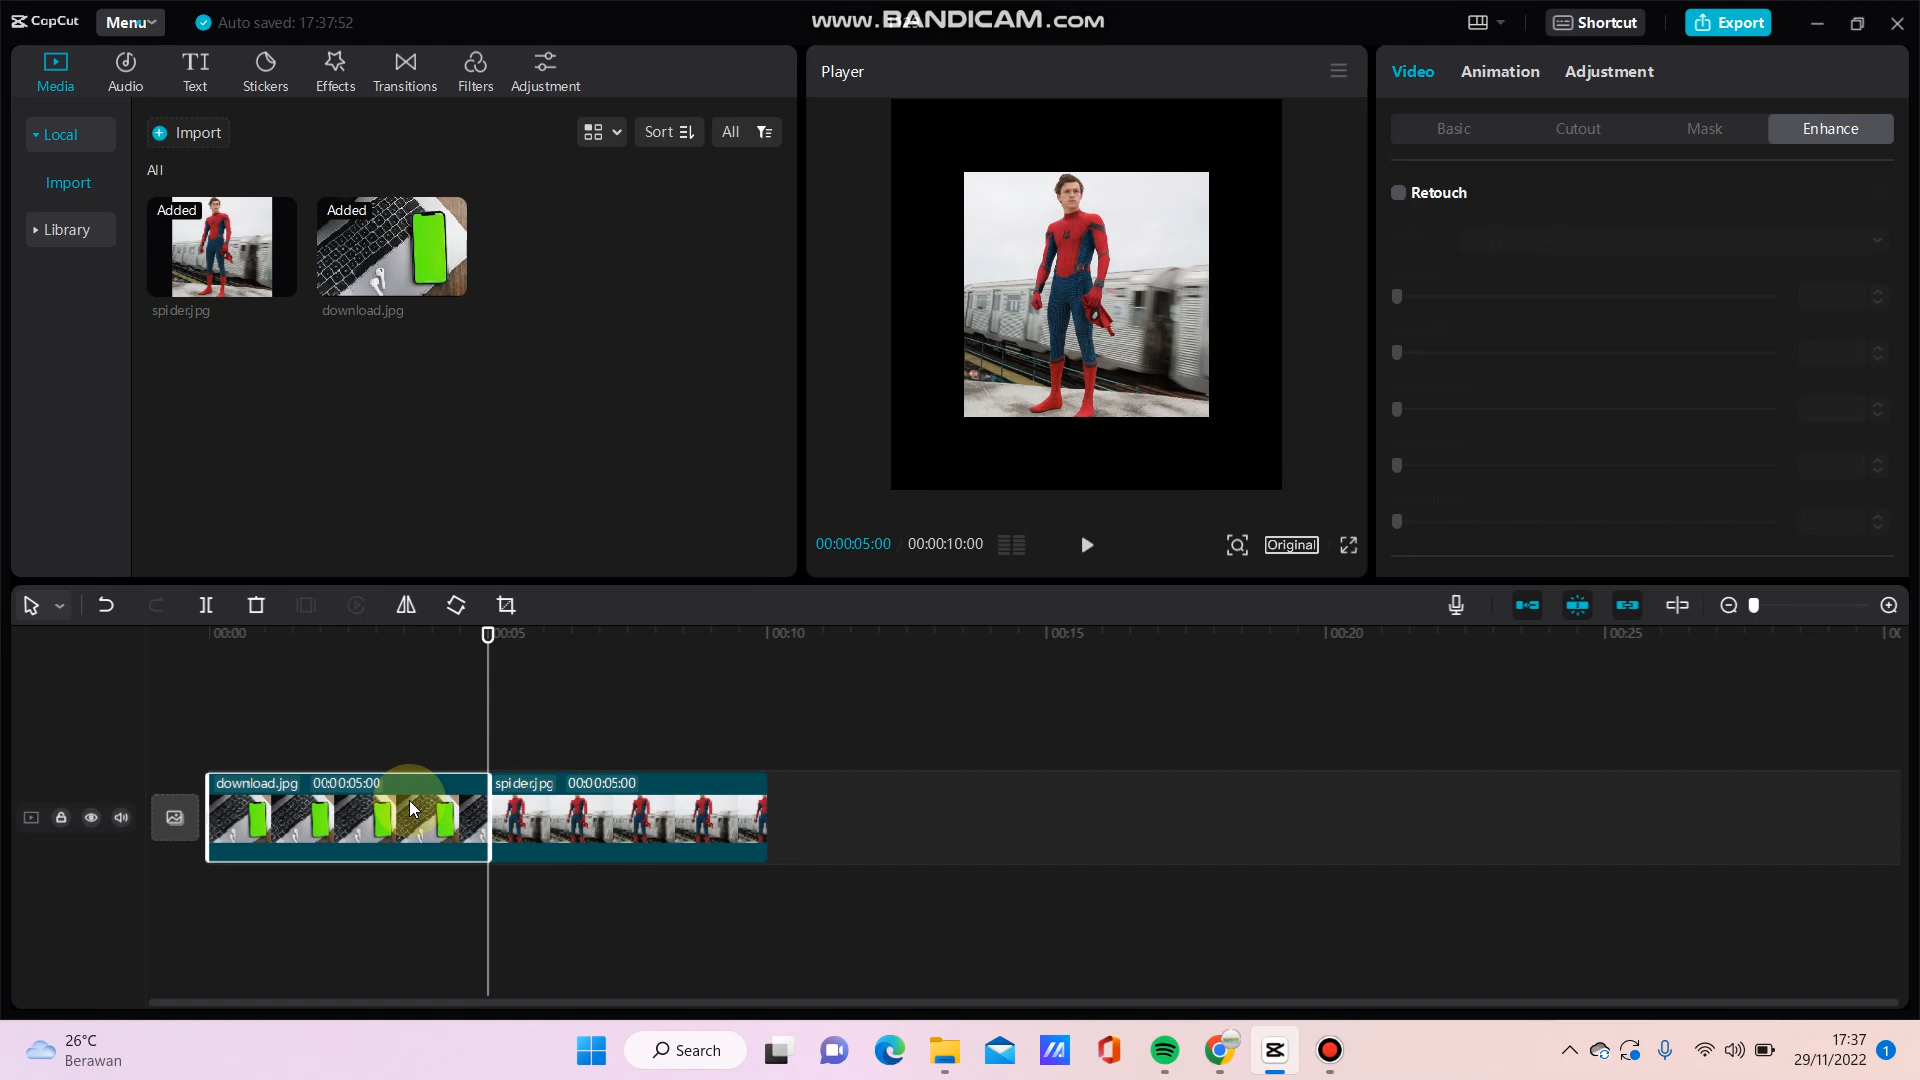 CapCut
Menu
Auto saved: 17:37:52
www.BANDICAM.com
Shortcut
Export
Media
Audio
Text
Stickers
Effects
Transitions
Filters
Adjustment
Local
Import
Library
Import
Sort
All
All
Added
spider.jpg
Added
download.jpg
Player
00:00:05:00
00:00:10:00
Original
Video
Animation
Adjustment
Basic
Cutout
Mask
Enhance
Retouch
00:00
00:05
00:10
00:15
00:20
00:25
download.jpg 00:00:05:00
spider.jpg 00:00:05:00
26°C
Berawan
Search
17:37
29/11/2022
1